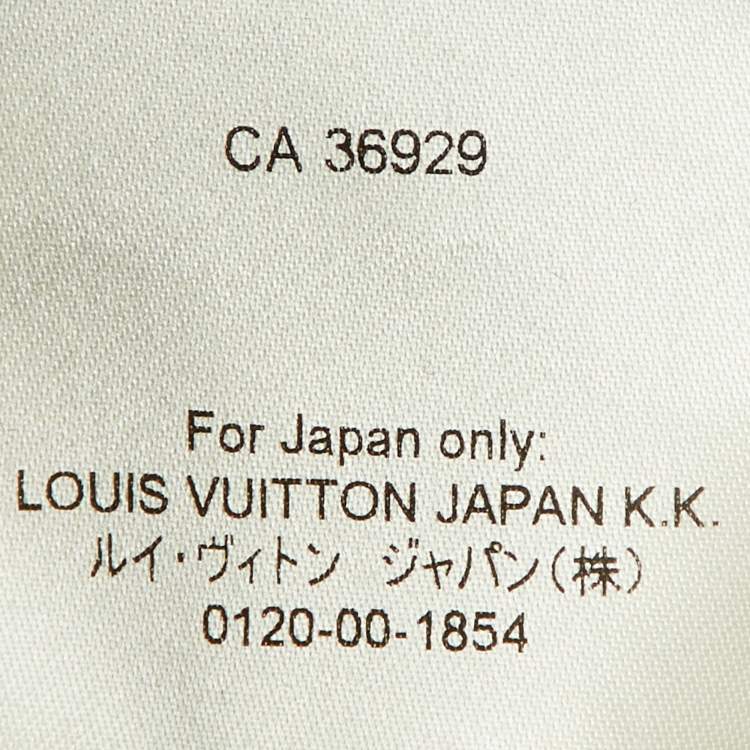 CA 36929
For Japan only:
LOUIS VUITTON JAPAN K.K.
ルイ・ヴィトン ジャパン(株)
0120-00-1854